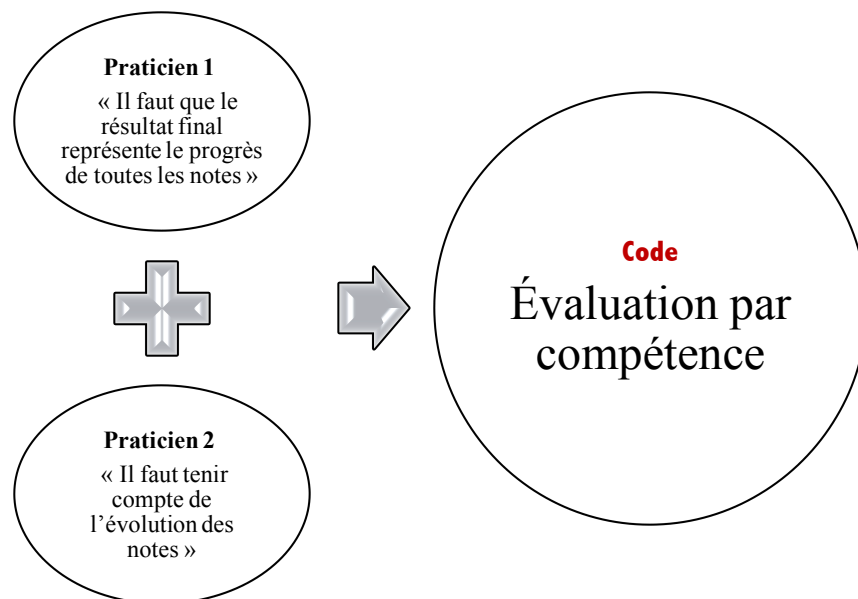 Praticien 1
« Il faut que le
résultat final
représente le progrès
de toutes les notes »
Code
Évaluation par
compétence
Praticien 2
« Il faut tenir
compte de
l’évolution des
notes »